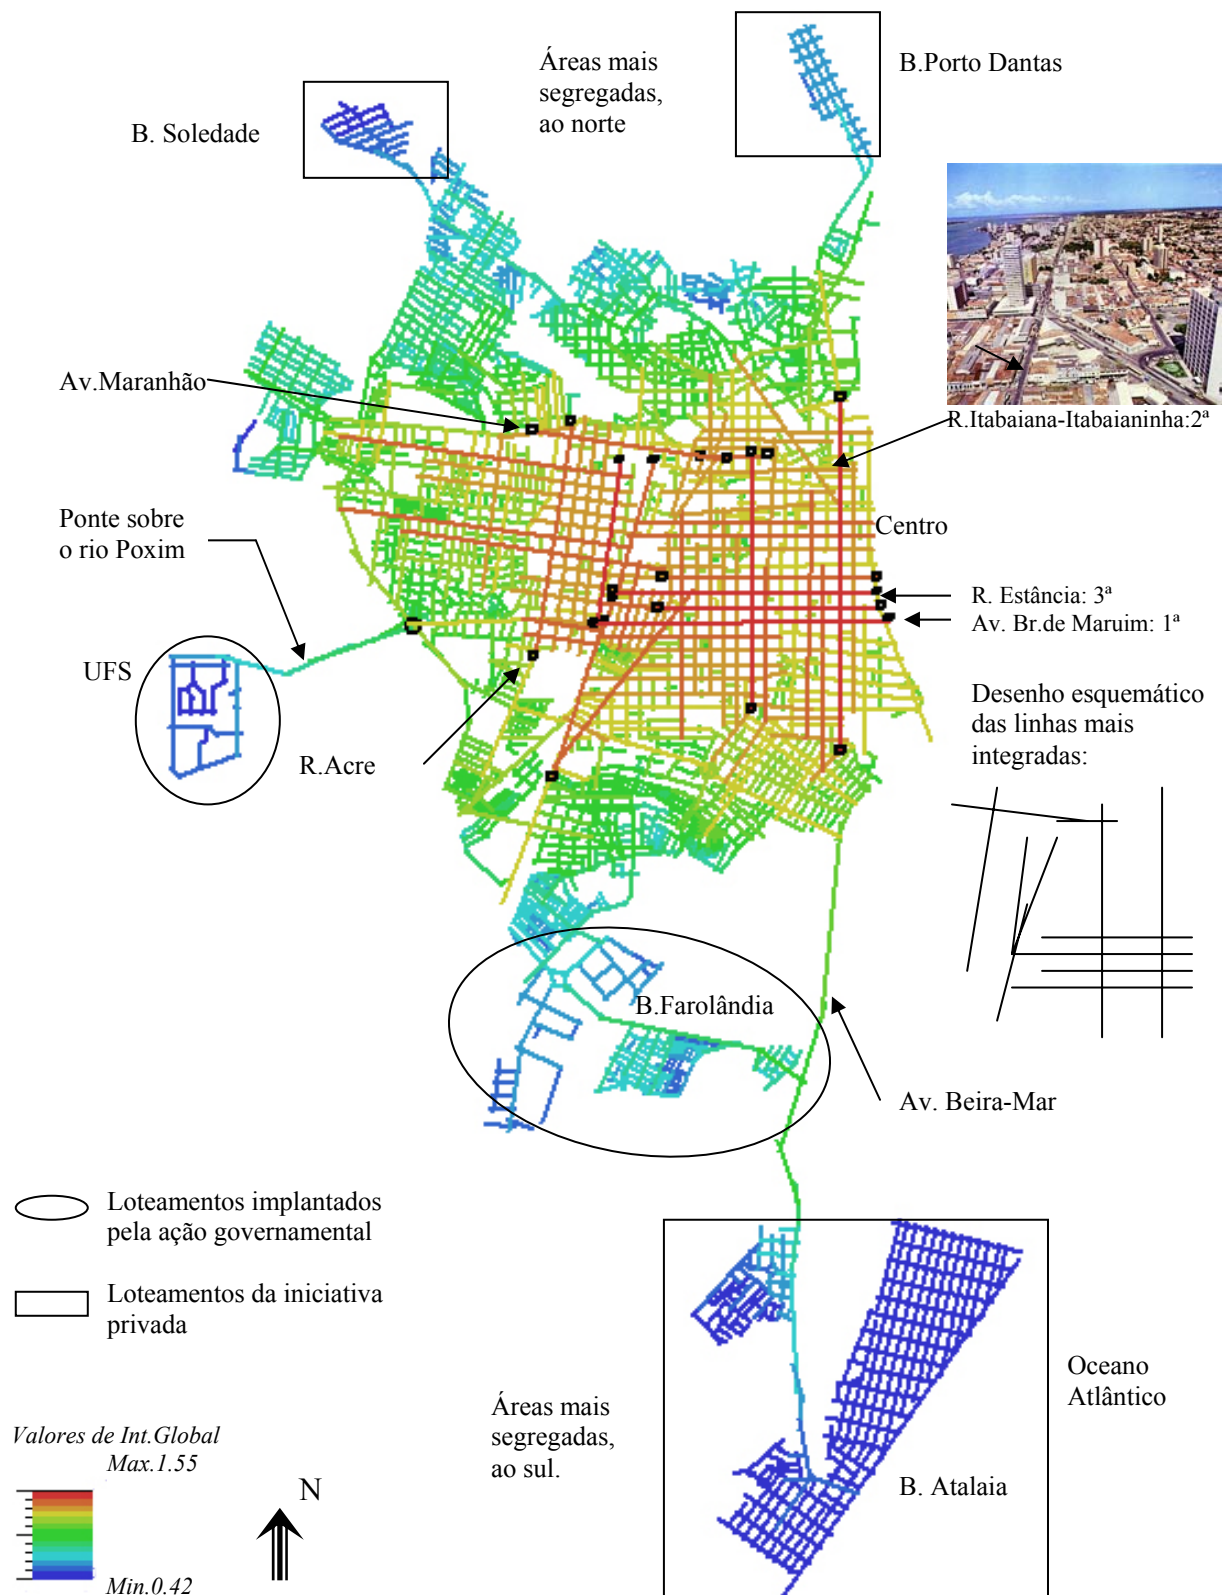 Áreas mais
segregadas,
ao norte
B.Porto Dantas
B. Soledade
Av.Maranhão
R.Itabaiana-Itabaianinha:2ª
Ponte sobre
o rio Poxim
Centro
R. Estância: 3ª
Av. Br.de Maruim: 1ª
UFS
R.Acre
Desenho esquemático
das linhas mais
integradas:
B.Farolândia
Av. Beira-Mar
Loteamentos implantados
pela ação governamental
Loteamentos da iniciativa
privada
Oceano
Atlântico
Áreas mais
segregadas,
ao sul.
B. Atalaia
Valores de Int.Global
Max.1.55
N
Min.0.42